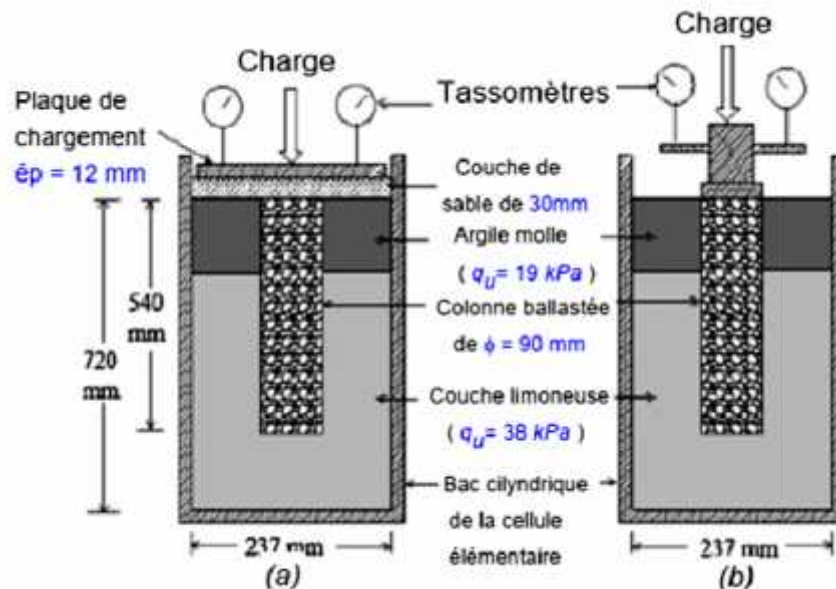 Charge
Charge
Plaque de
chargement
ép = 12 mm
Tassomètres
Couche de
sable de 30mm
Argile molle
( qu= 19 kPa )
Colonne ballastée
de ϕ = 90 mm
Couche limoneuse
( qu= 38 kPa )
Bac cilyndrique
de la cellule
élémentaire
540
mm
720
mm
237 mm
(a)
237 mm
(b)